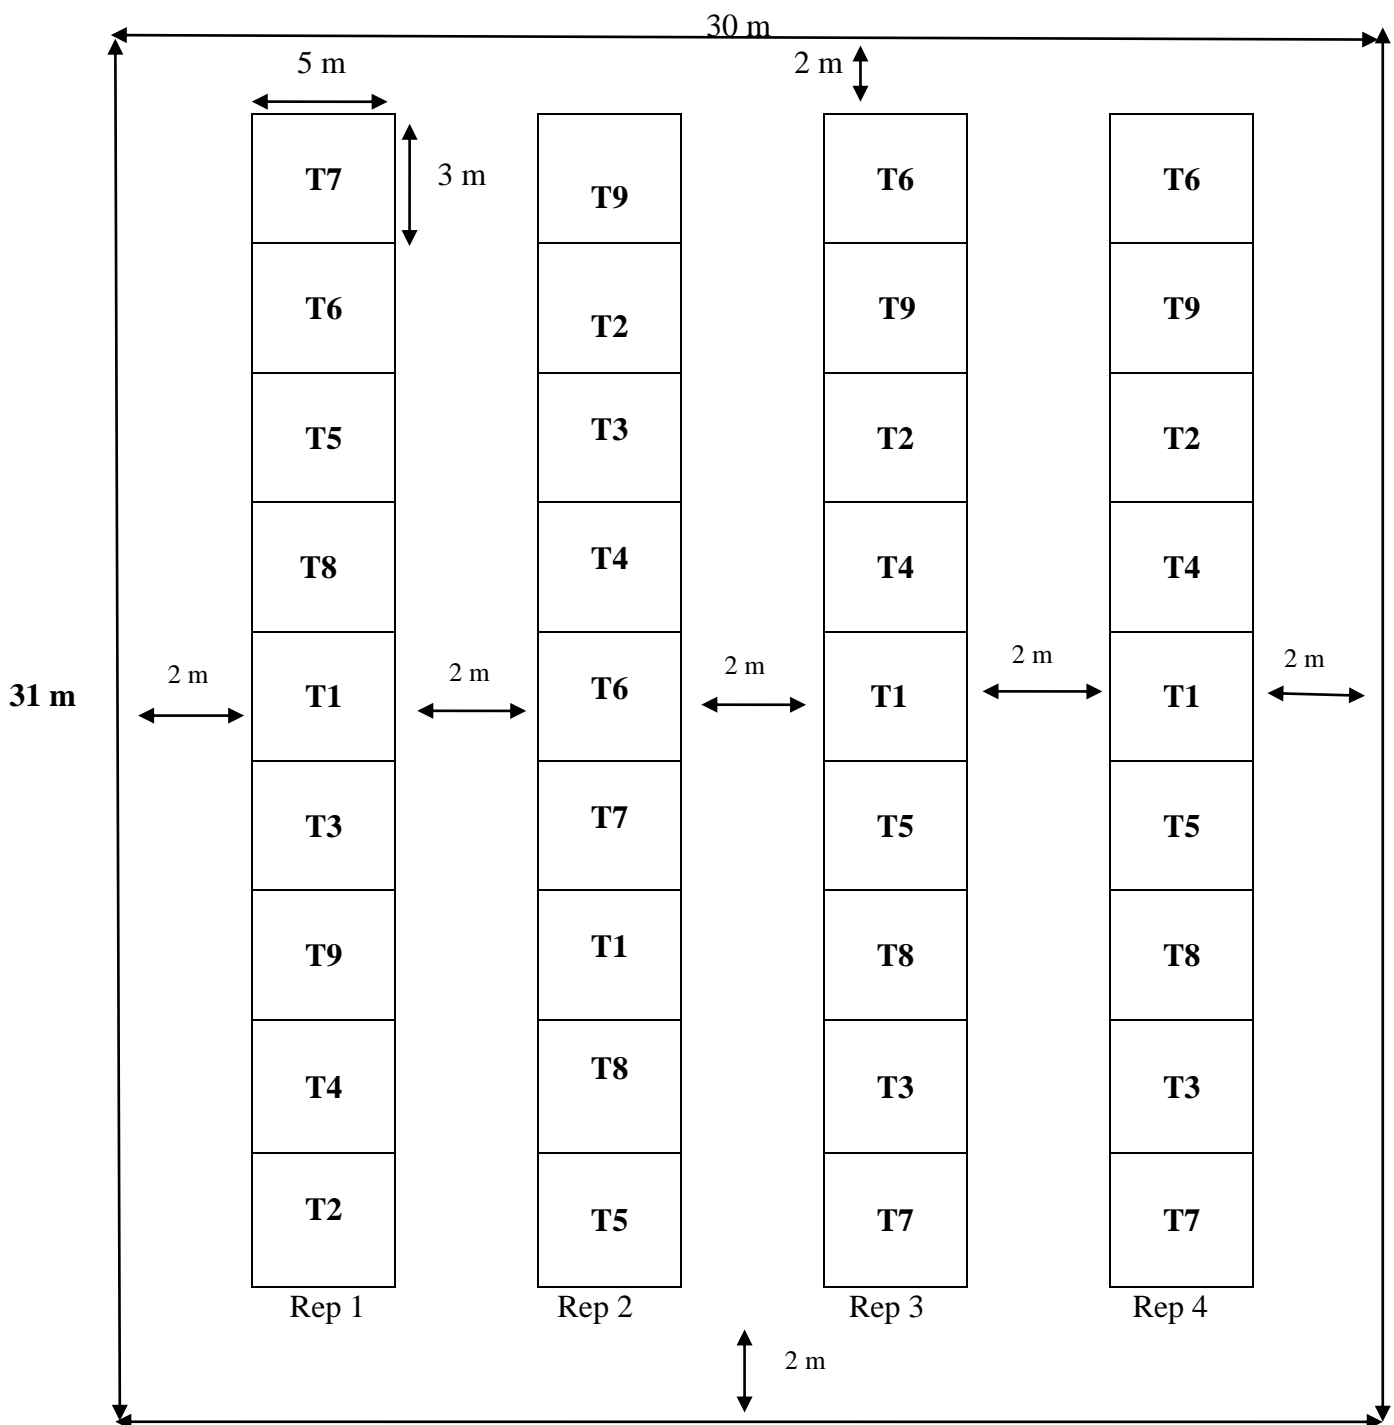 30 m
5 m 2 m
T7 3 m T9 T6 T6
T6 T2 T9 T9
T5 T3 T2 T2
T8 T4 T4 T4
31 m 2 m T1 2 m T6 2 m T1 2 m T1 2 m
T3 T7 T5 T5
T9 T1 T8 T8
T4 T8 T3 T3
T2 T5 T7 T7
Rep 1 Rep 2 Rep 3 Rep 4
2 m